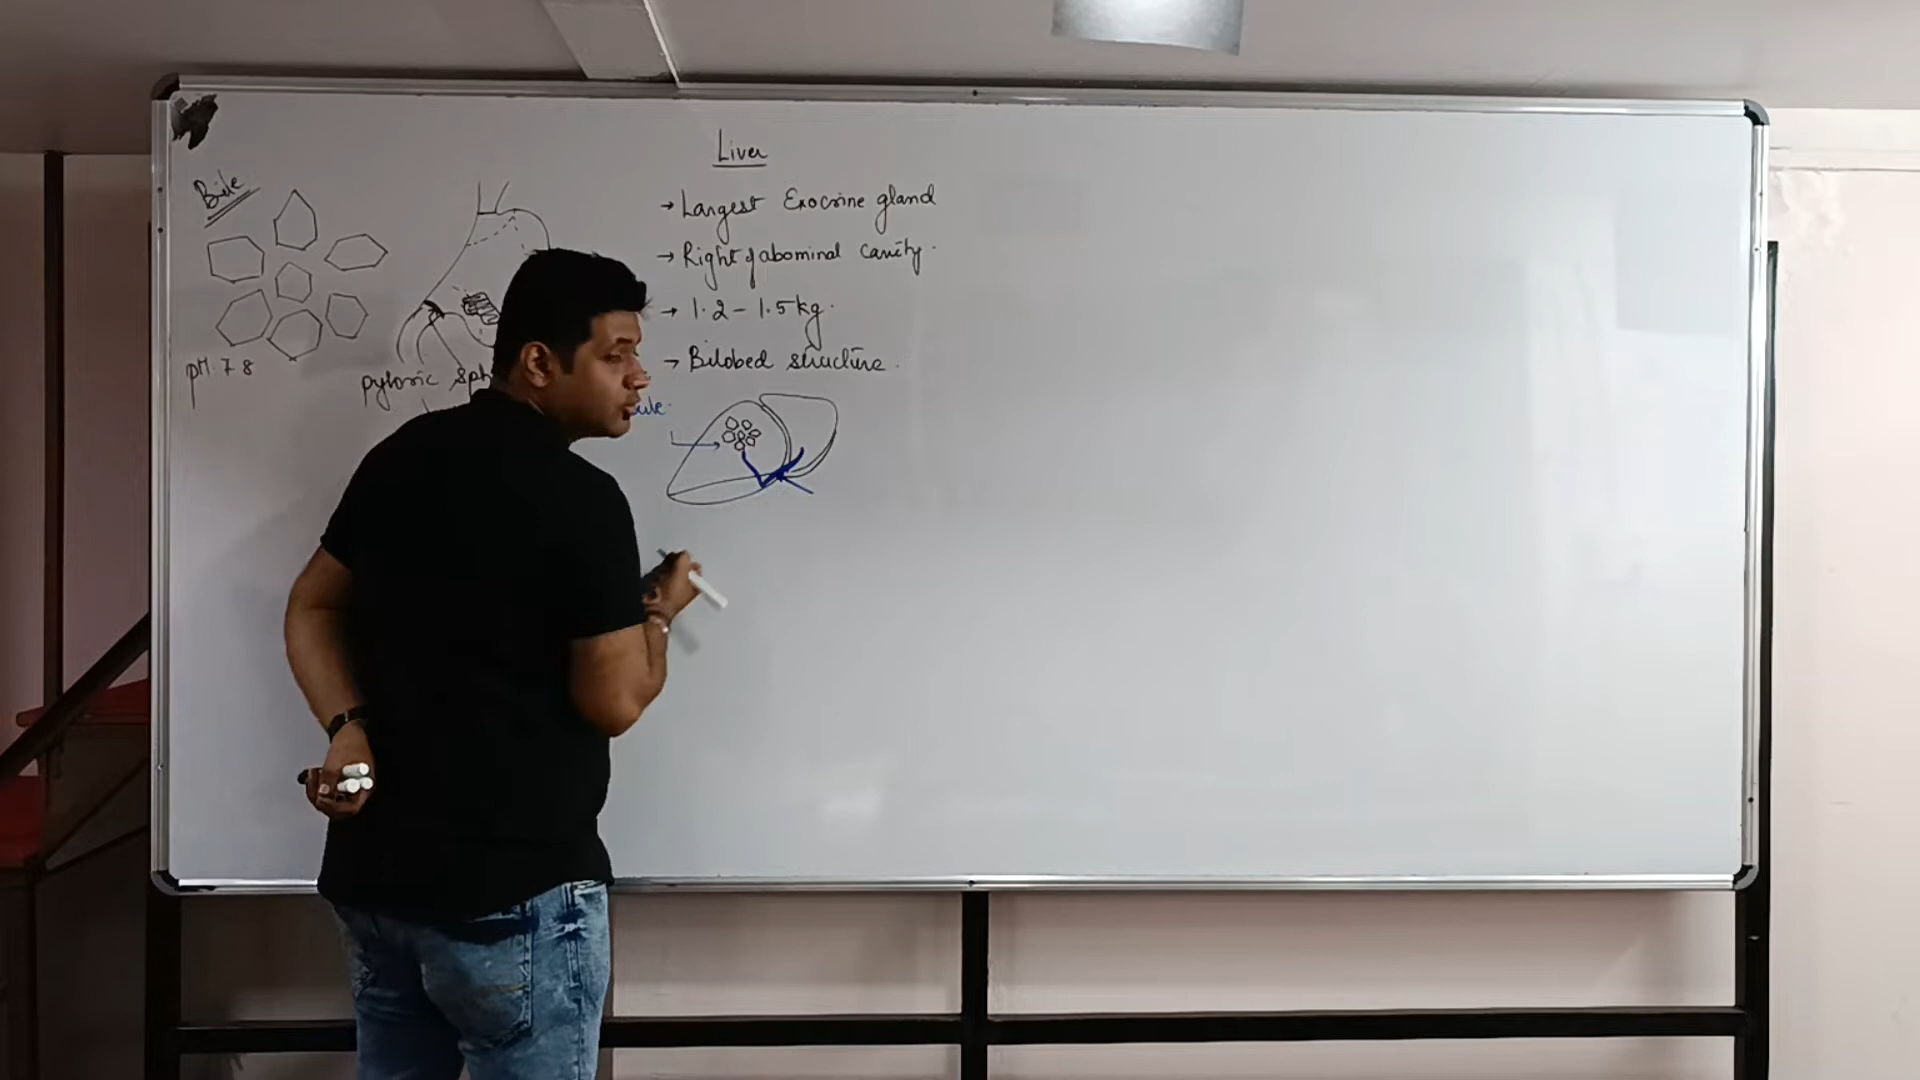 Liver
Bile
→ Largest Exocrine gland
→ Right of abominal cavity.
→ 1.2 - 1.5 kg.
→ Bilobed structure.
pH 7.8
pyloric